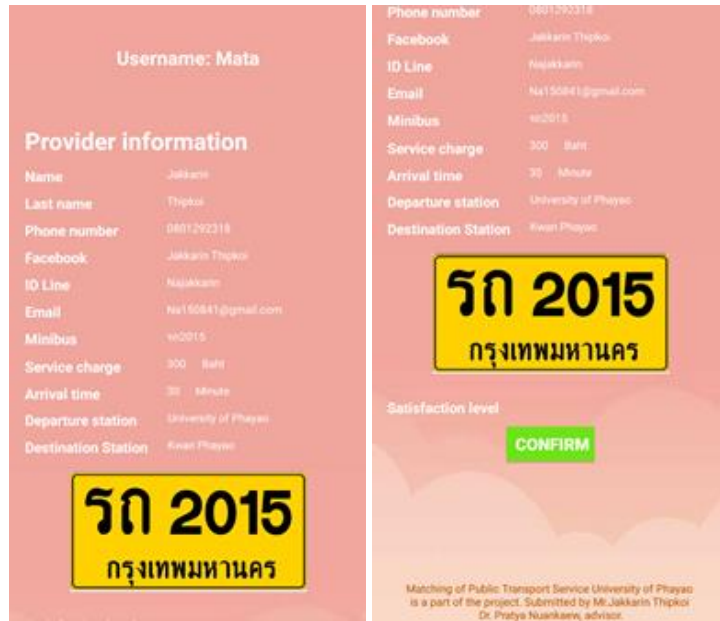 Username: Mata
Provider information
Name Jakkarin
Last name Thipkoi
Phone number 0801292318
Facebook Jakkarin Thipkoi
ID Line Najakkarin
Email Na150841@gmail.com
Minibus รถ2015
Service charge 300 Baht
Arrival time 30 Minute
Departure station University of Phayao
Destination Station Kwan Phayao
รถ 2015
กรุงเทพมหานคร
Phone number 0801292318
Facebook Jakkarin Thipkoi
ID Line Najakkarin
Email Na150841@gmail.com
Minibus รถ2015
Service charge 300 Baht
Arrival time 30 Minute
Departure station University of Phayao
Destination Station Kwan Phayao
รถ 2015
กรุงเทพมหานคร
Satisfaction level
CONFIRM
Matching of Public Transport Service University of Phayao
is a part of the project. Submitted by Mr.Jakkarin Thipkoi
Dr. Pratya Nuankaew, advisor.